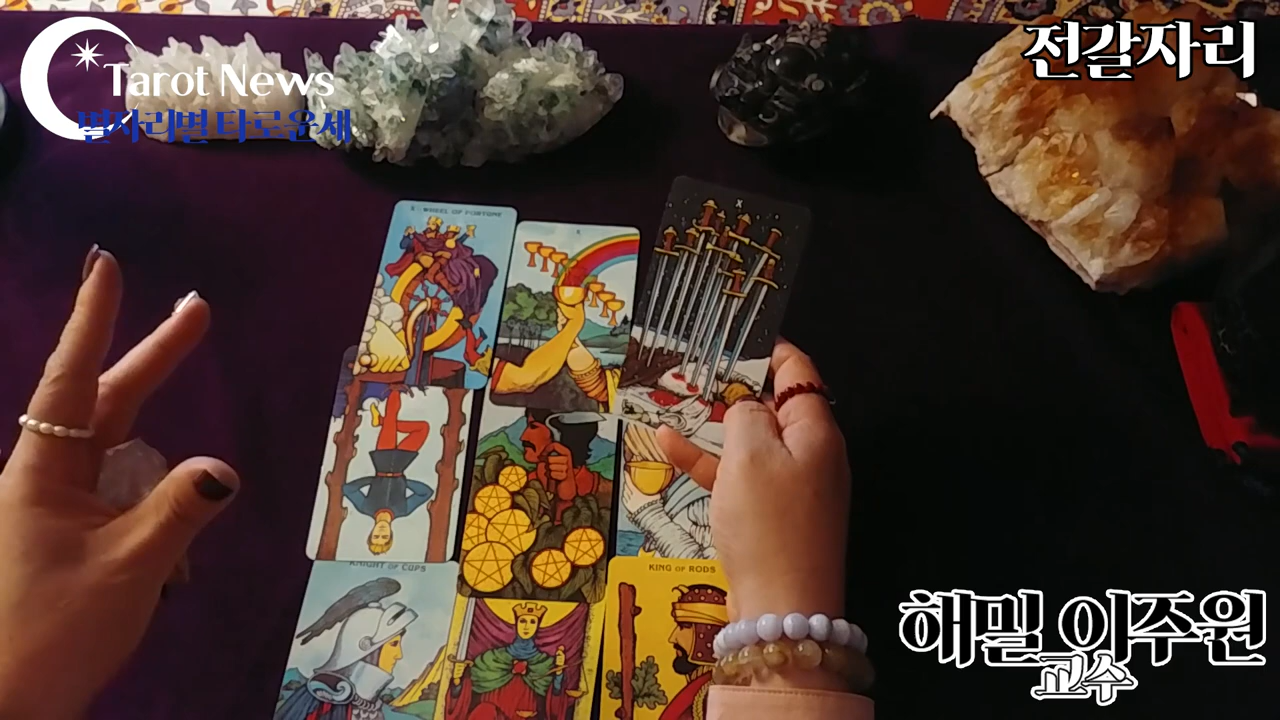 Tarot News
별자리별 타로운세
전갈자리
X WHEEL OF FORTUNE
X
KNIGHT OF CUPS
KING OF RODS
해밀 이주원
교수